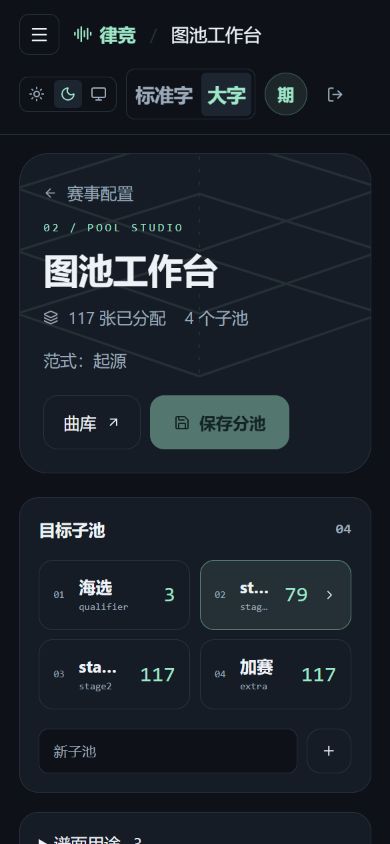 律竞 / 图池工作台
标准字 大字 期
赛事配置
02 / POOL STUDIO
图池工作台
117 张已分配 4 个子池
范式：起源
曲库 保存分池
目标子池 04
01 海选 qualifier 3
02 st... stag... 79
03 sta... stage2 117
04 加赛 extra 117
新子池
谱面用途 3